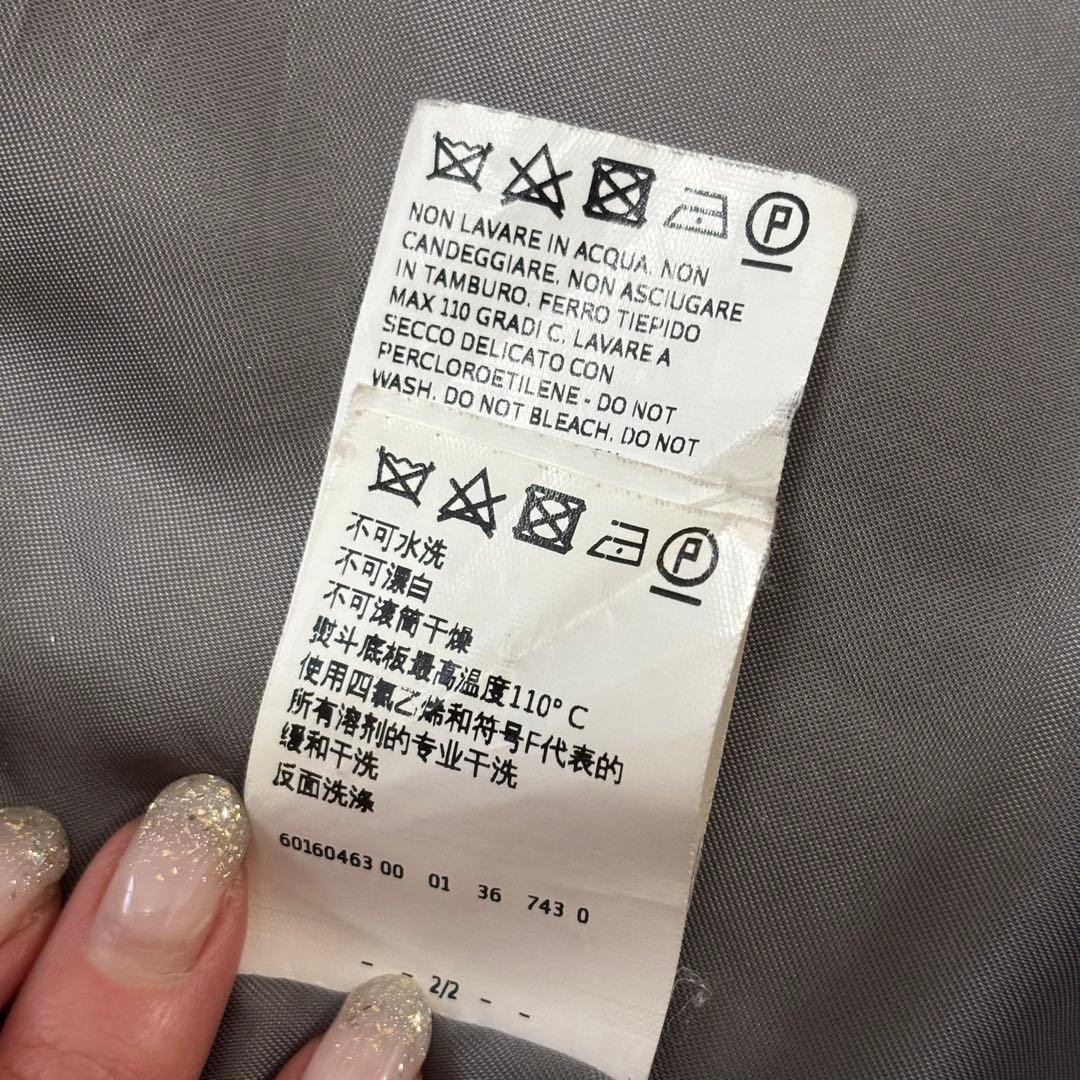 P
NON LAVARE IN ACQUA. NON
CANDEGGIARE. NON ASCIUGARE
IN TAMBURO. FERRO TIEPIDO
MAX 110 GRADI C. LAVARE A
SECCO DELICATO CON
PERCLOROETILENE - DO NOT
WASH. DO NOT BLEACH. DO NOT
P
不可水洗
不可漂白
不可滚筒干燥
熨斗底板最高温度110° C
使用四氯乙烯和符号F代表的
所有溶剂的专业干洗
缓和干洗
反面洗涤
60160463 00 01 36 743 0
- - 2/2 - -